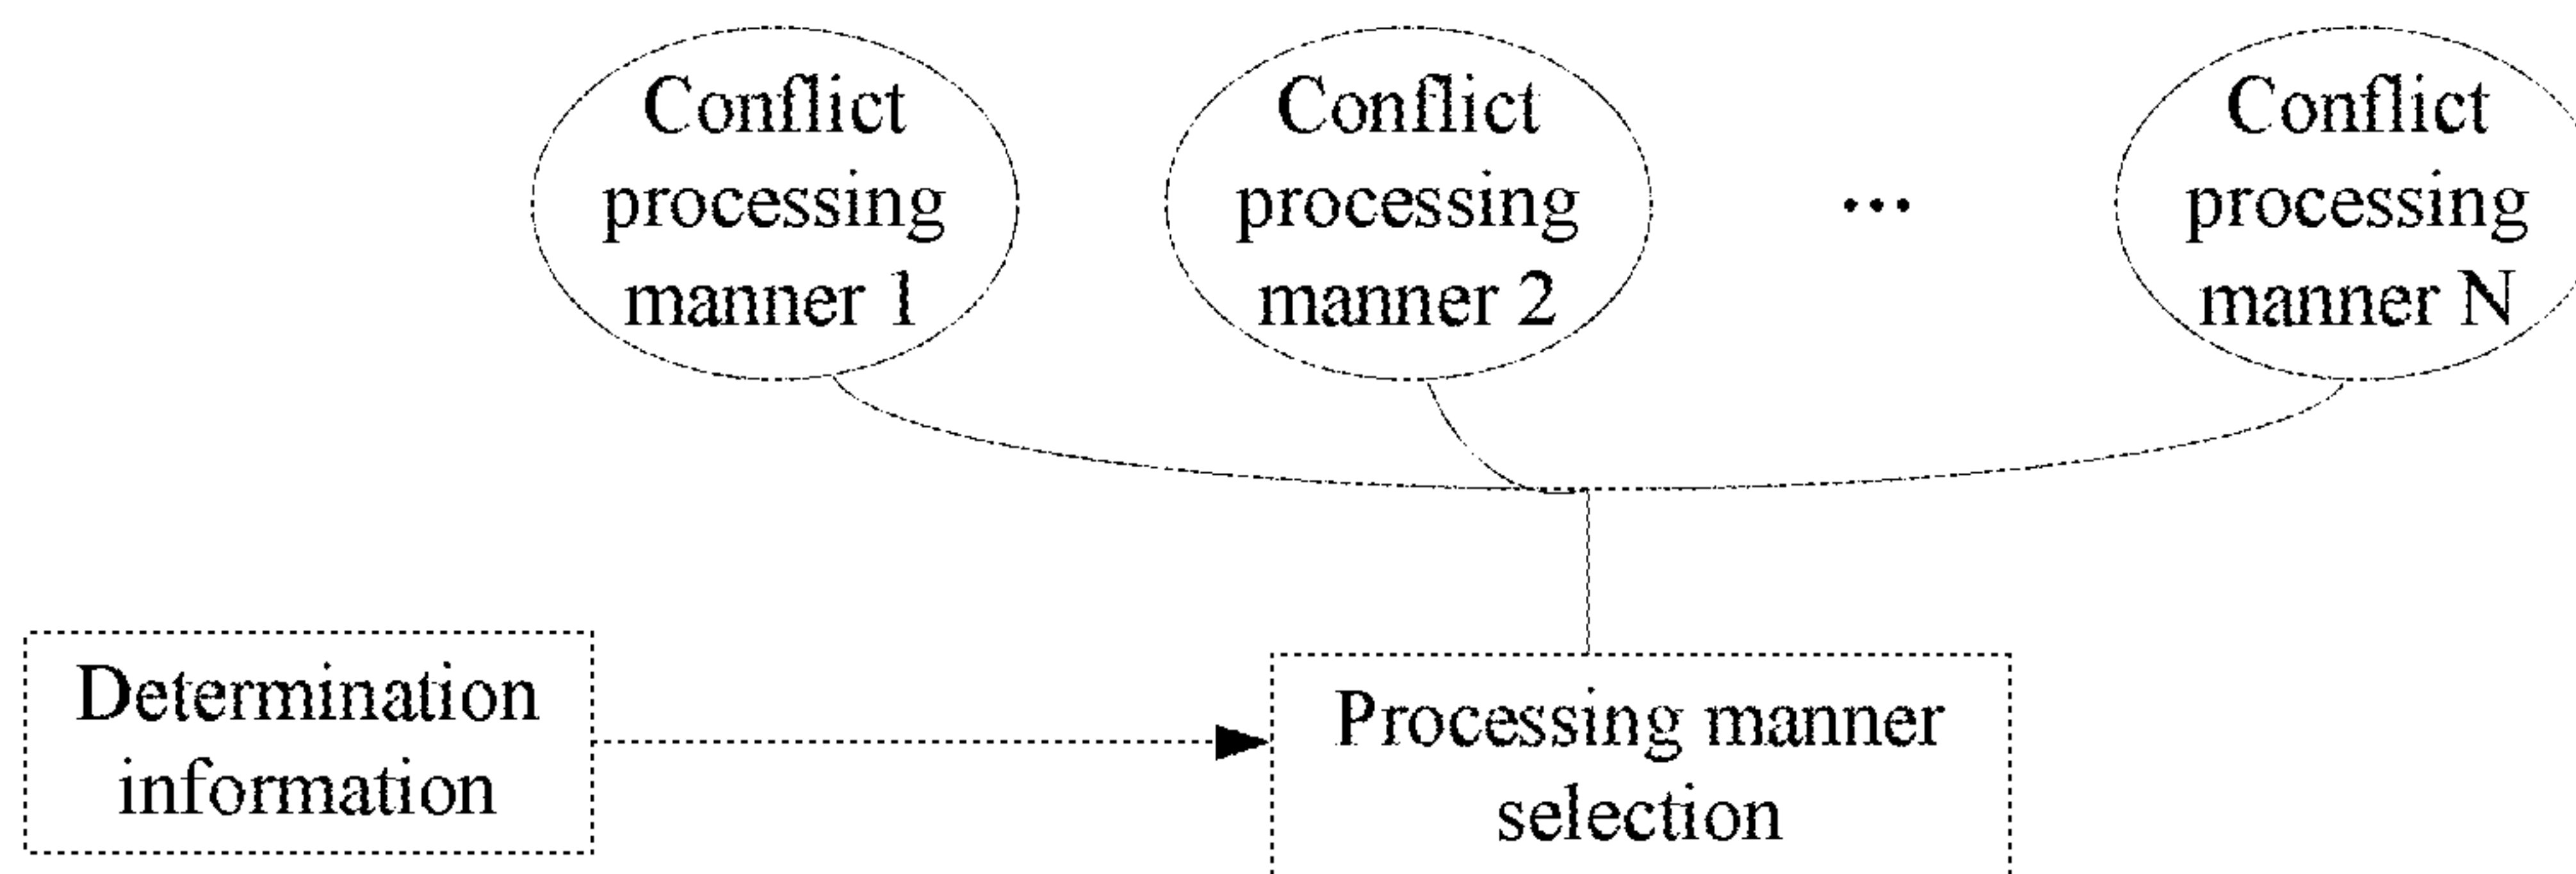 Conflict
processing
manner 1
Conflict
processing
manner 2
...
Conflict
processing
manner N
Determination
information
Processing manner
selection